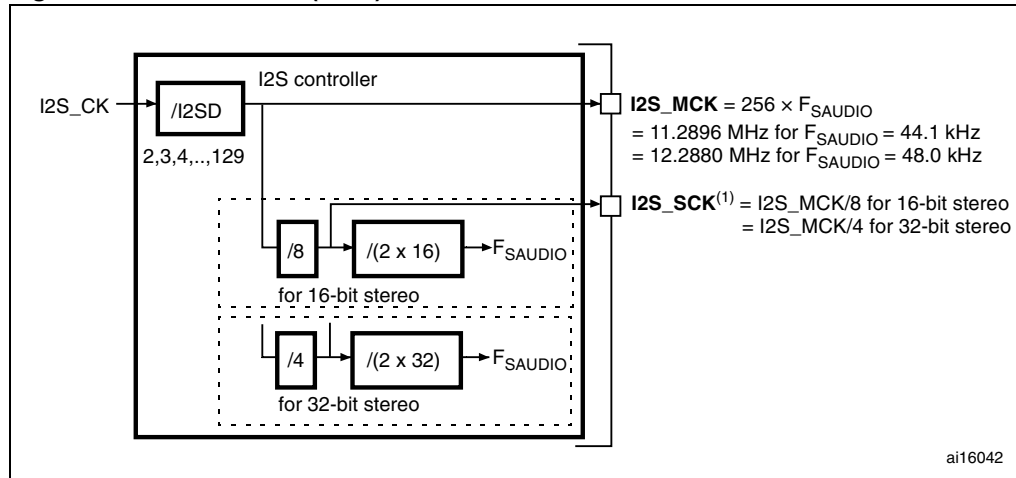 I2S controller
I2S_CK
/I2SD
2,3,4,..,129
I2S_MCK = 256 × FSAUDIO
= 11.2896 MHz for FSAUDIO = 44.1 kHz
= 12.2880 MHz for FSAUDIO = 48.0 kHz
I2S_SCK(1) = I2S_MCK/8 for 16-bit stereo
= I2S_MCK/4 for 32-bit stereo
/8
/(2 x 16)
FSAUDIO
for 16-bit stereo
/4
/(2 x 32)
FSAUDIO
for 32-bit stereo
ai16042